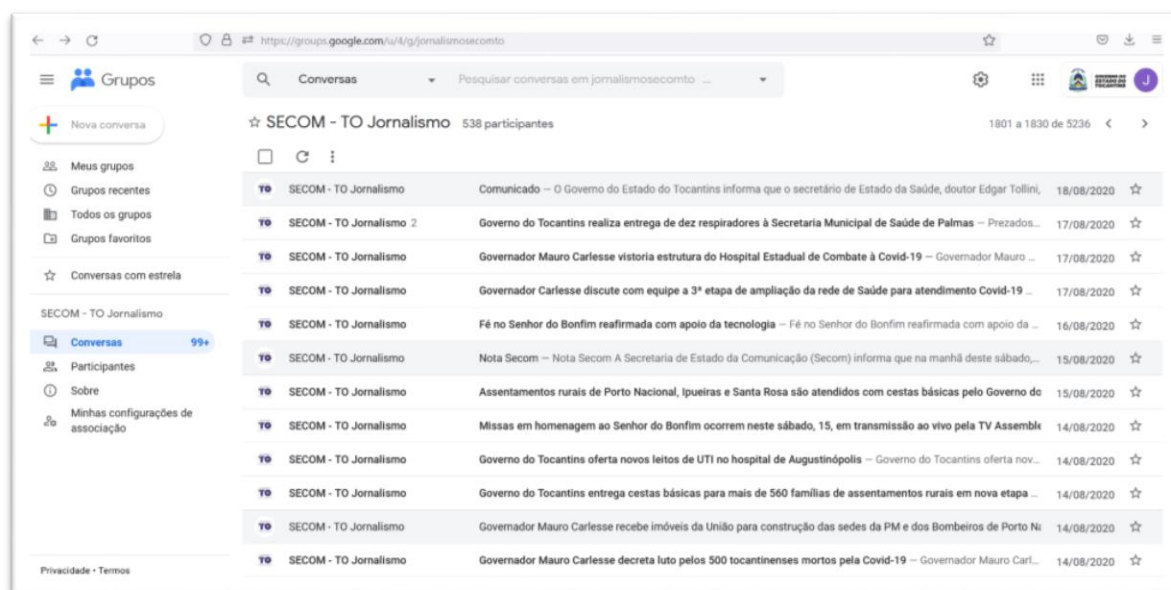 https://groups.google.com/u/4/g/jornalismosecomto
Grupos
Conversas
Pesquisar conversas em jornalismosecomto ...
GOVERNO DO ESTADO DO TOCANTINS
J
Nova conversa
SECOM - TO Jornalismo 538 participantes
1801 a 1830 de 5236
Meus grupos
Grupos recentes
Todos os grupos
Grupos favoritos
Conversas com estrela
SECOM - TO Jornalismo
Conversas 99+
Participantes
Sobre
Minhas configurações de
associação
Privacidade • Termos
TO SECOM - TO Jornalismo Comunicado — O Governo do Estado do Tocantins informa que o secretário de Estado da Saúde, doutor Edgar Tollini, 18/08/2020
TO SECOM - TO Jornalismo 2 Governo do Tocantins realiza entrega de dez respiradores à Secretaria Municipal de Saúde de Palmas — Prezados... 17/08/2020
TO SECOM - TO Jornalismo Governador Mauro Carlesse vistoria estrutura do Hospital Estadual de Combate à Covid-19 — Governador Mauro ... 17/08/2020
TO SECOM - TO Jornalismo Governador Carlesse discute com equipe a 3ª etapa de ampliação da rede de Saúde para atendimento Covid-19 ... 17/08/2020
TO SECOM - TO Jornalismo Fé no Senhor do Bonfim reafirmada com apoio da tecnologia — Fé no Senhor do Bonfim reafirmada com apoio da ... 16/08/2020
TO SECOM - TO Jornalismo Nota Secom — Nota Secom A Secretaria de Estado da Comunicação (Secom) informa que na manhã deste sábado,... 15/08/2020
TO SECOM - TO Jornalismo Assentamentos rurais de Porto Nacional, Ipueiras e Santa Rosa são atendidos com cestas básicas pelo Governo do 15/08/2020
TO SECOM - TO Jornalismo Missas em homenagem ao Senhor do Bonfim ocorrem neste sábado, 15, em transmissão ao vivo pela TV Assemble 14/08/2020
TO SECOM - TO Jornalismo Governo do Tocantins oferta novos leitos de UTI no hospital de Augustinópolis — Governo do Tocantins oferta nov... 14/08/2020
TO SECOM - TO Jornalismo Governo do Tocantins entrega cestas básicas para mais de 560 famílias de assentamentos rurais em nova etapa ... 14/08/2020
TO SECOM - TO Jornalismo Governador Mauro Carlesse recebe imóveis da União para construção das sedes da PM e dos Bombeiros de Porto Na 14/08/2020
TO SECOM - TO Jornalismo Governador Mauro Carlesse decreta luto pelos 500 tocantinenses mortos pela Covid-19 — Governador Mauro Carl... 14/08/2020